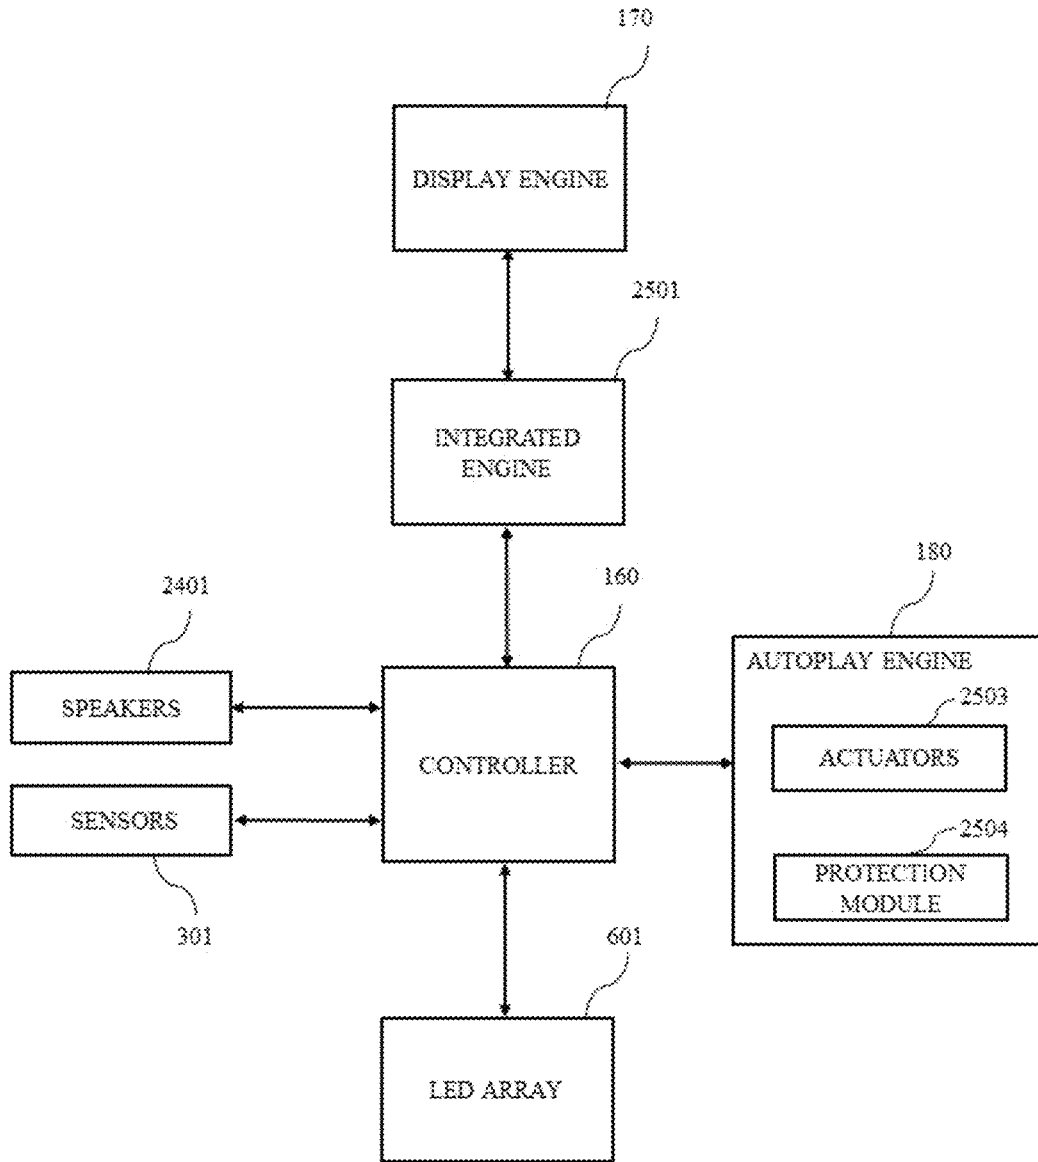 170
DISPLAY ENGINE
2501
INTEGRATED
ENGINE
160
180
2401
AUTOPLAY ENGINE
SPEAKERS
2503
ACTUATORS
CONTROLLER
SENSORS
2504
PROTECTION
MODULE
301
601
LED ARRAY